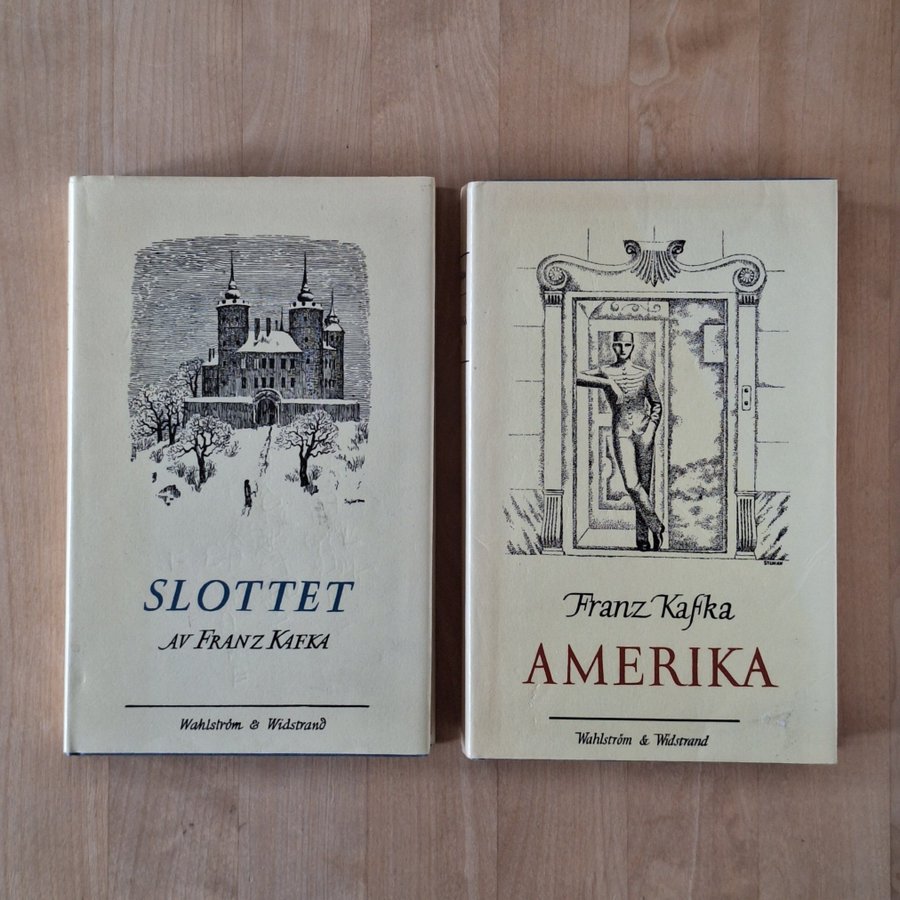 SLOTTET
AV FRANZ KAFKA
Wahlström & Widstrand
Franz Kafka
AMERIKA
Wahlström & Widstrand